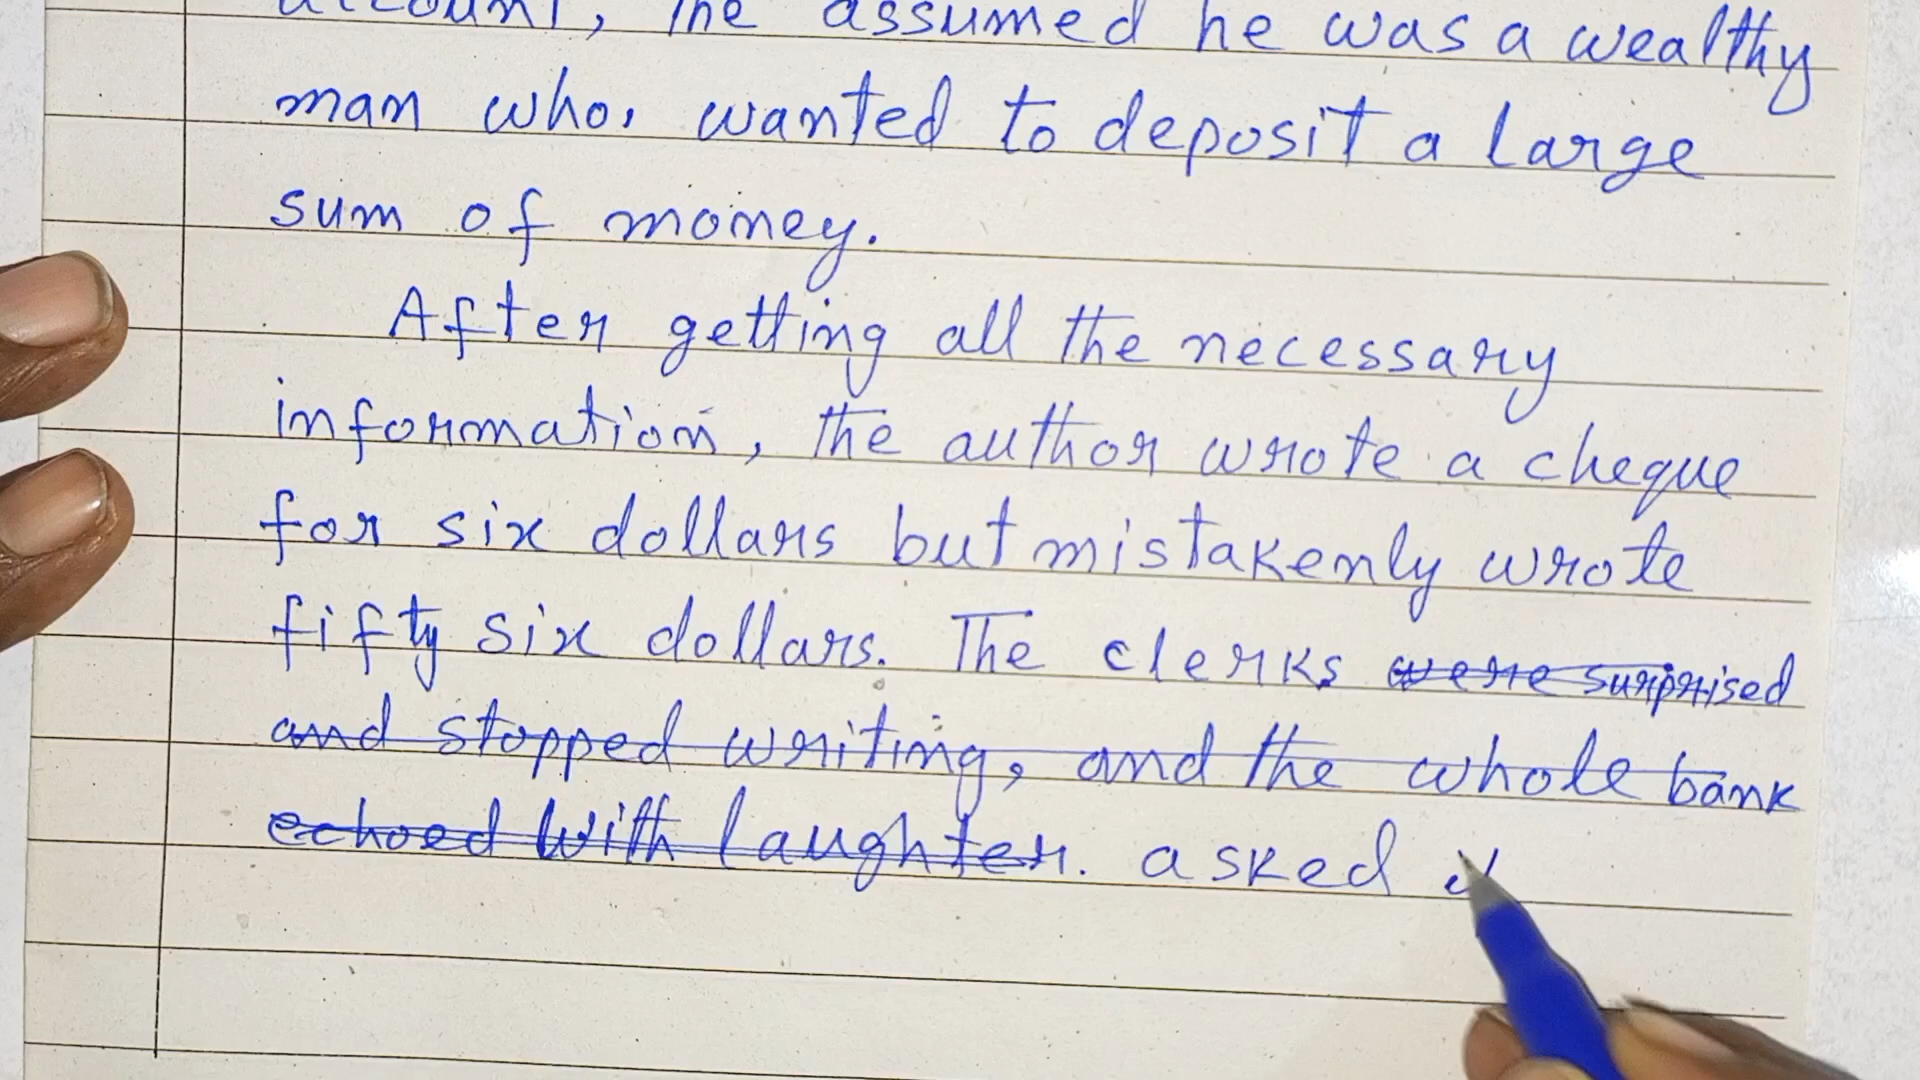 account, he assumed he was a wealthy
man who, wanted to deposit a large
sum of money.
After getting all the necessary
information, the author wrote a cheque
for six dollars but mistakenly wrote
fifty six dollars. The clerks were surprised
and stopped writing, and the whole bank
echoed with laughter. asked